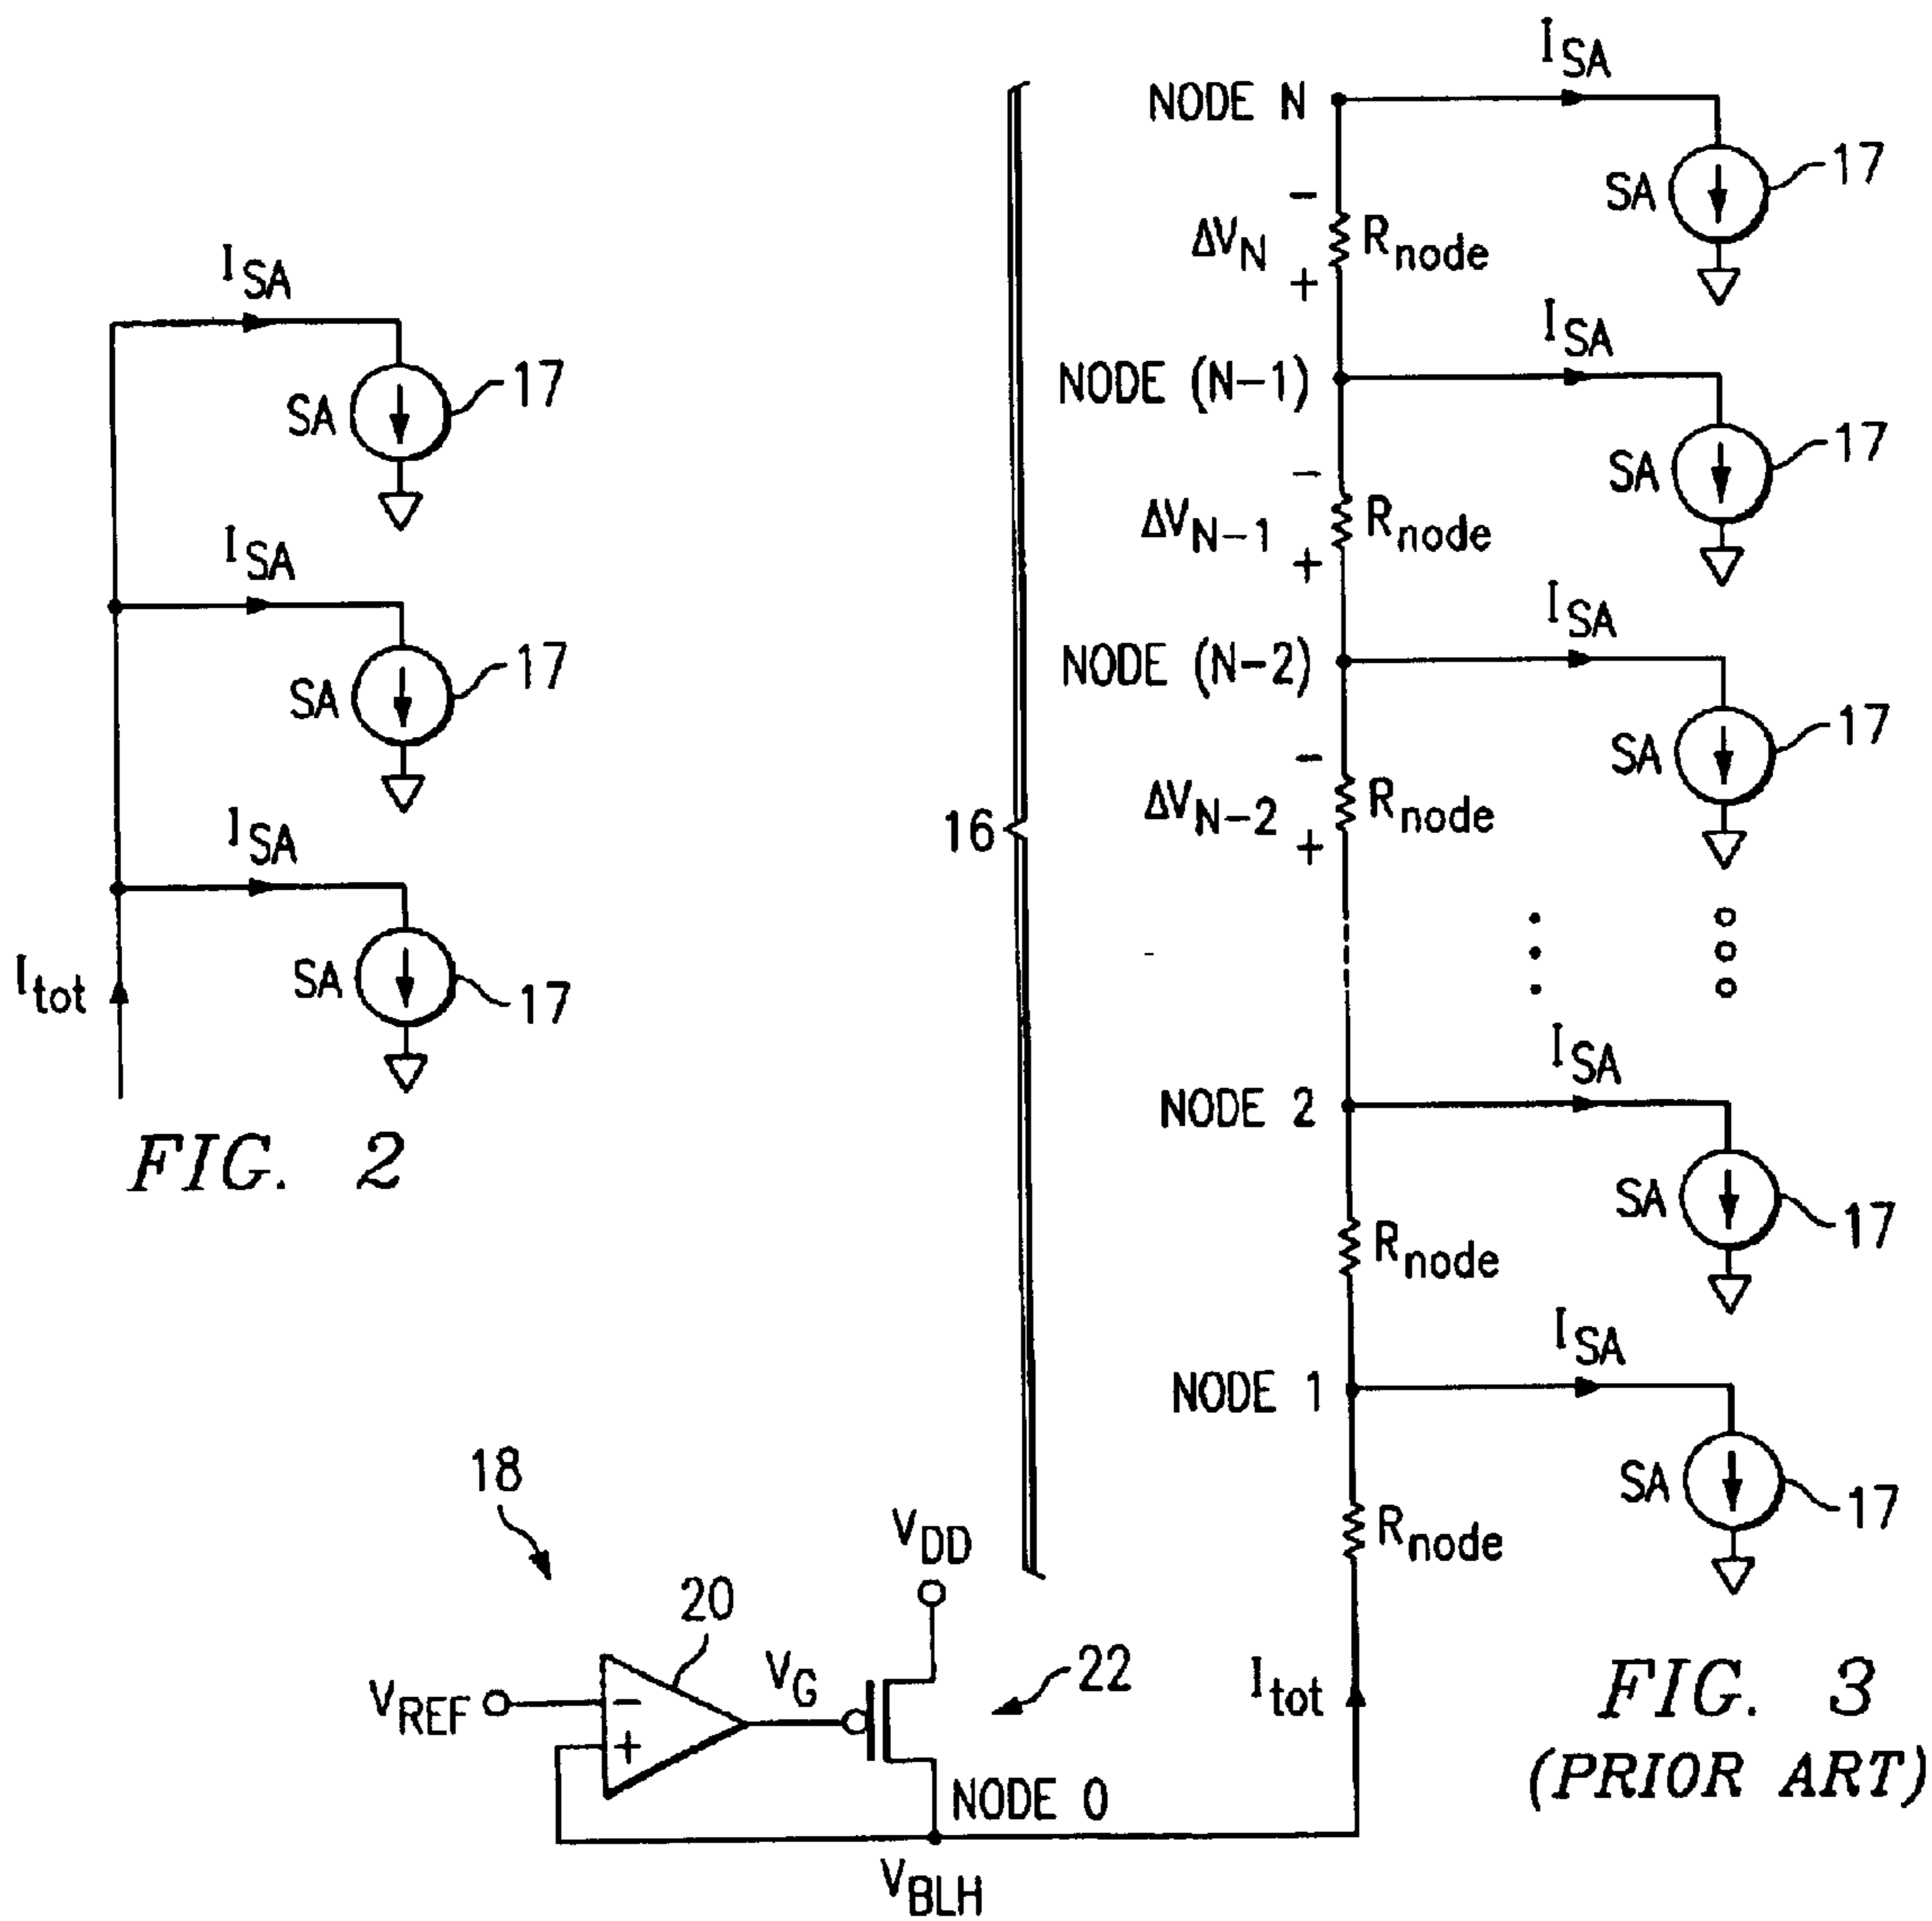 I_SA
SA
17
I_SA
SA
17
I_SA
SA
17
I_tot
FIG. 2
16
NODE N
I_SA
SA
17
−
ΔV_N
+
R_node
NODE (N−1)
I_SA
SA
17
−
ΔV_N−1
+
R_node
NODE (N−2)
I_SA
SA
17
−
ΔV_N−2
+
R_node
NODE 2
I_SA
SA
17
R_node
NODE 1
I_SA
SA
17
R_node
I_tot
18
V_DD
20
V_G
22
V_REF
−
+
NODE 0
V_BLH
FIG. 3
(PRIOR ART)